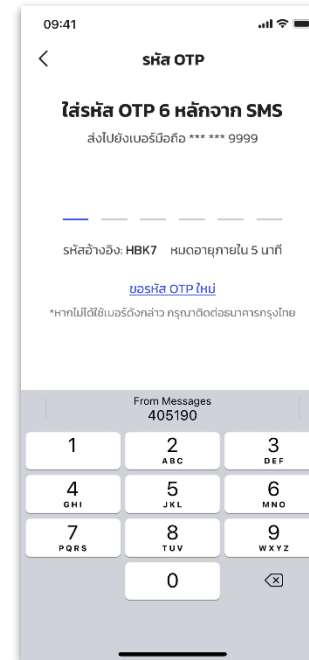 09:41
รหัส OTP
ใส่รหัส OTP 6 หลักจาก SMS
ส่งไปยังเบอร์มือถือ *** *** 9999
รหัสอ้างอิง: HBK7 หมดอายุภายใน 5 นาที
ขอรหัส OTP ใหม่
*หากไม่ได้ใช้เบอร์ดังกล่าว กรุณาติดต่อธนาคารกรุงไทย
From Messages
405190
1 2 3
ABC DEF
4 5 6
GHI JKL MNO
7 8 9
PQRS TUV WXYZ
0